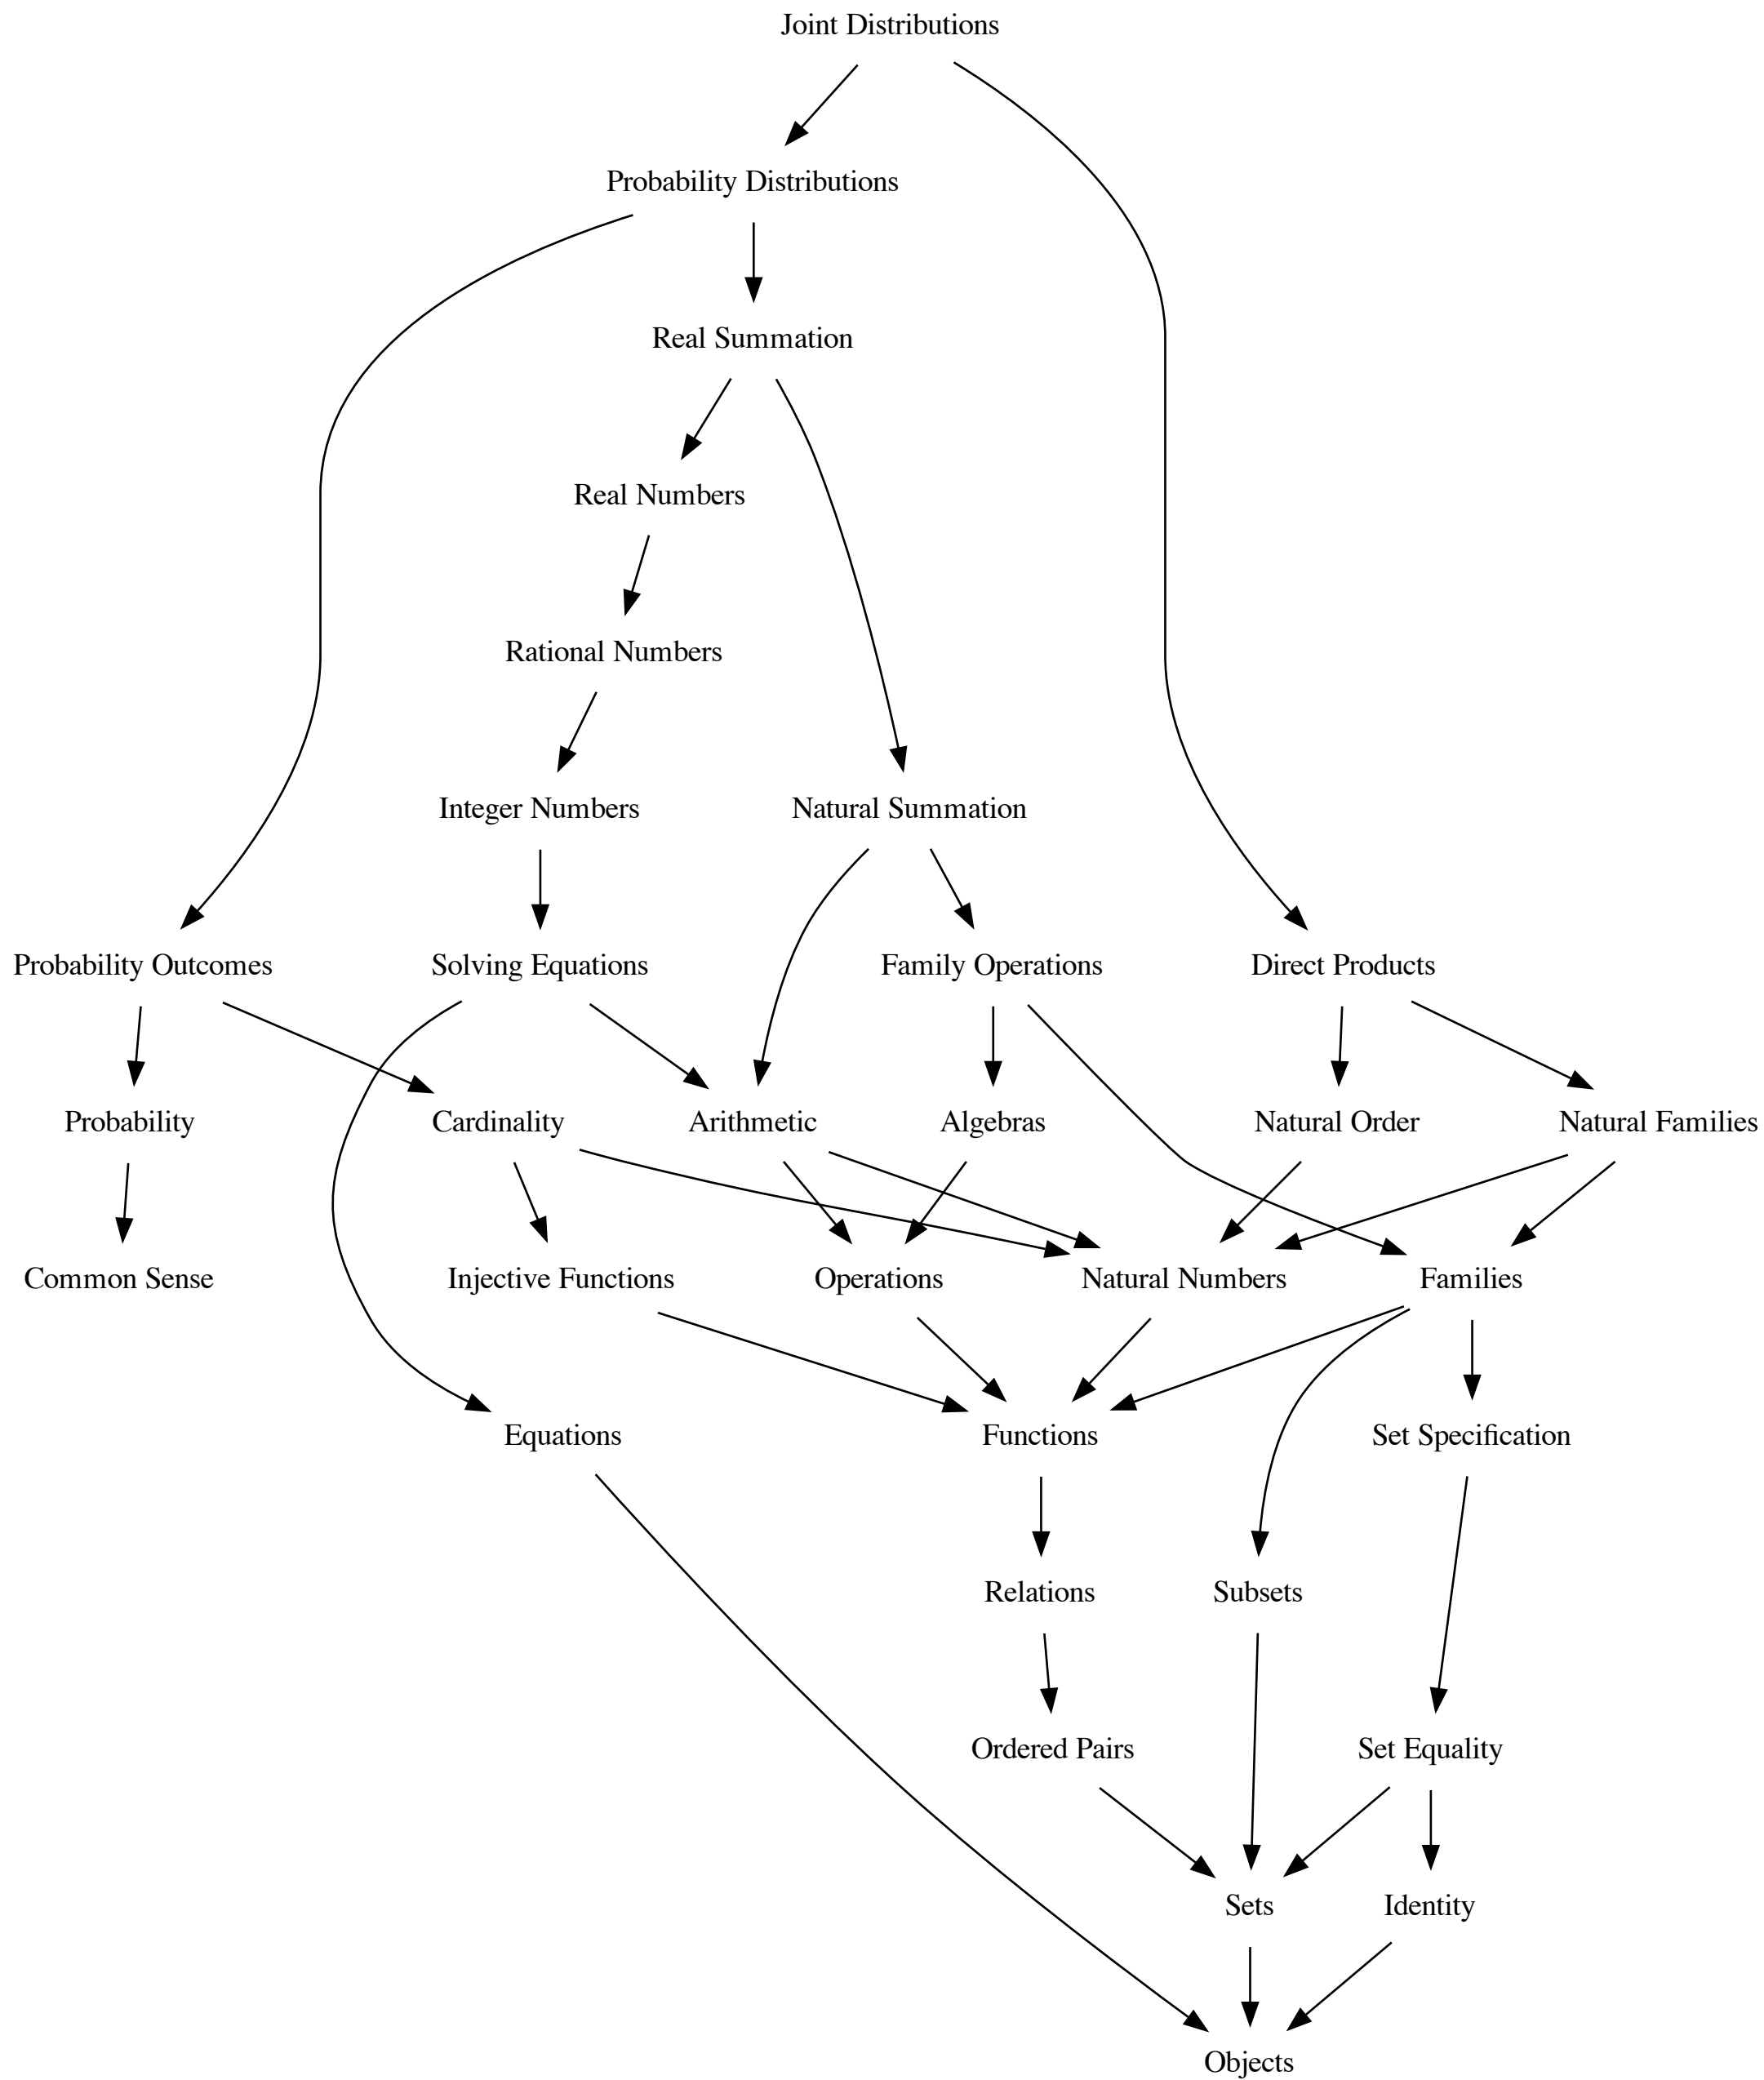 Joint Distributions
Probability Distributions
Real Summation
Real Numbers
Rational Numbers
Integer Numbers
Natural Summation
Probability Outcomes
Solving Equations
Family Operations
Direct Products
Probability
Cardinality
Arithmetic
Algebras
Natural Order
Natural Families
Common Sense
Injective Functions
Operations
Natural Numbers
Families
Equations
Functions
Set Specification
Relations
Subsets
Ordered Pairs
Set Equality
Sets
Identity
Objects